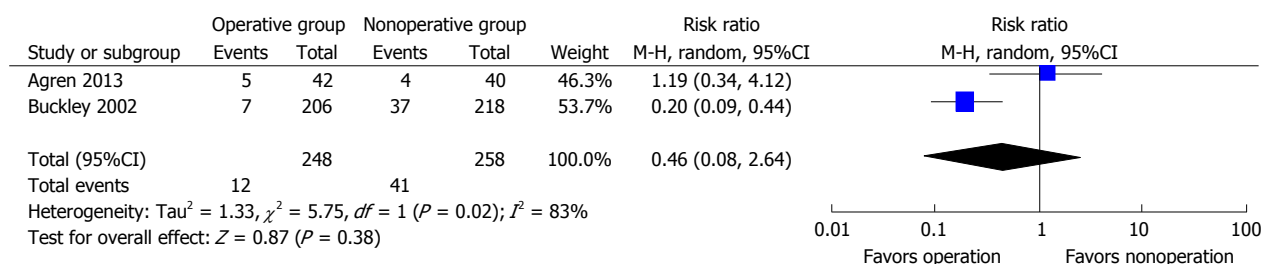 Operative group Nonoperative group Risk ratio Risk ratio
Study or subgroup Events Total Events Total Weight M-H, random, 95%CI M-H, random, 95%CI
Agren 2013 5 42 4 40 46.3% 1.19 (0.34, 4.12)
Buckley 2002 7 206 37 218 53.7% 0.20 (0.09, 0.44)
Total (95%CI) 248 258 100.0% 0.46 (0.08, 2.64)
Total events 12 41
Heterogeneity: Tau² = 1.33, χ² = 5.75, df = 1 (P = 0.02); I² = 83%
Test for overall effect: Z = 0.87 (P = 0.38)
0.01 0.1 1 10 100
Favors operation Favors nonoperation